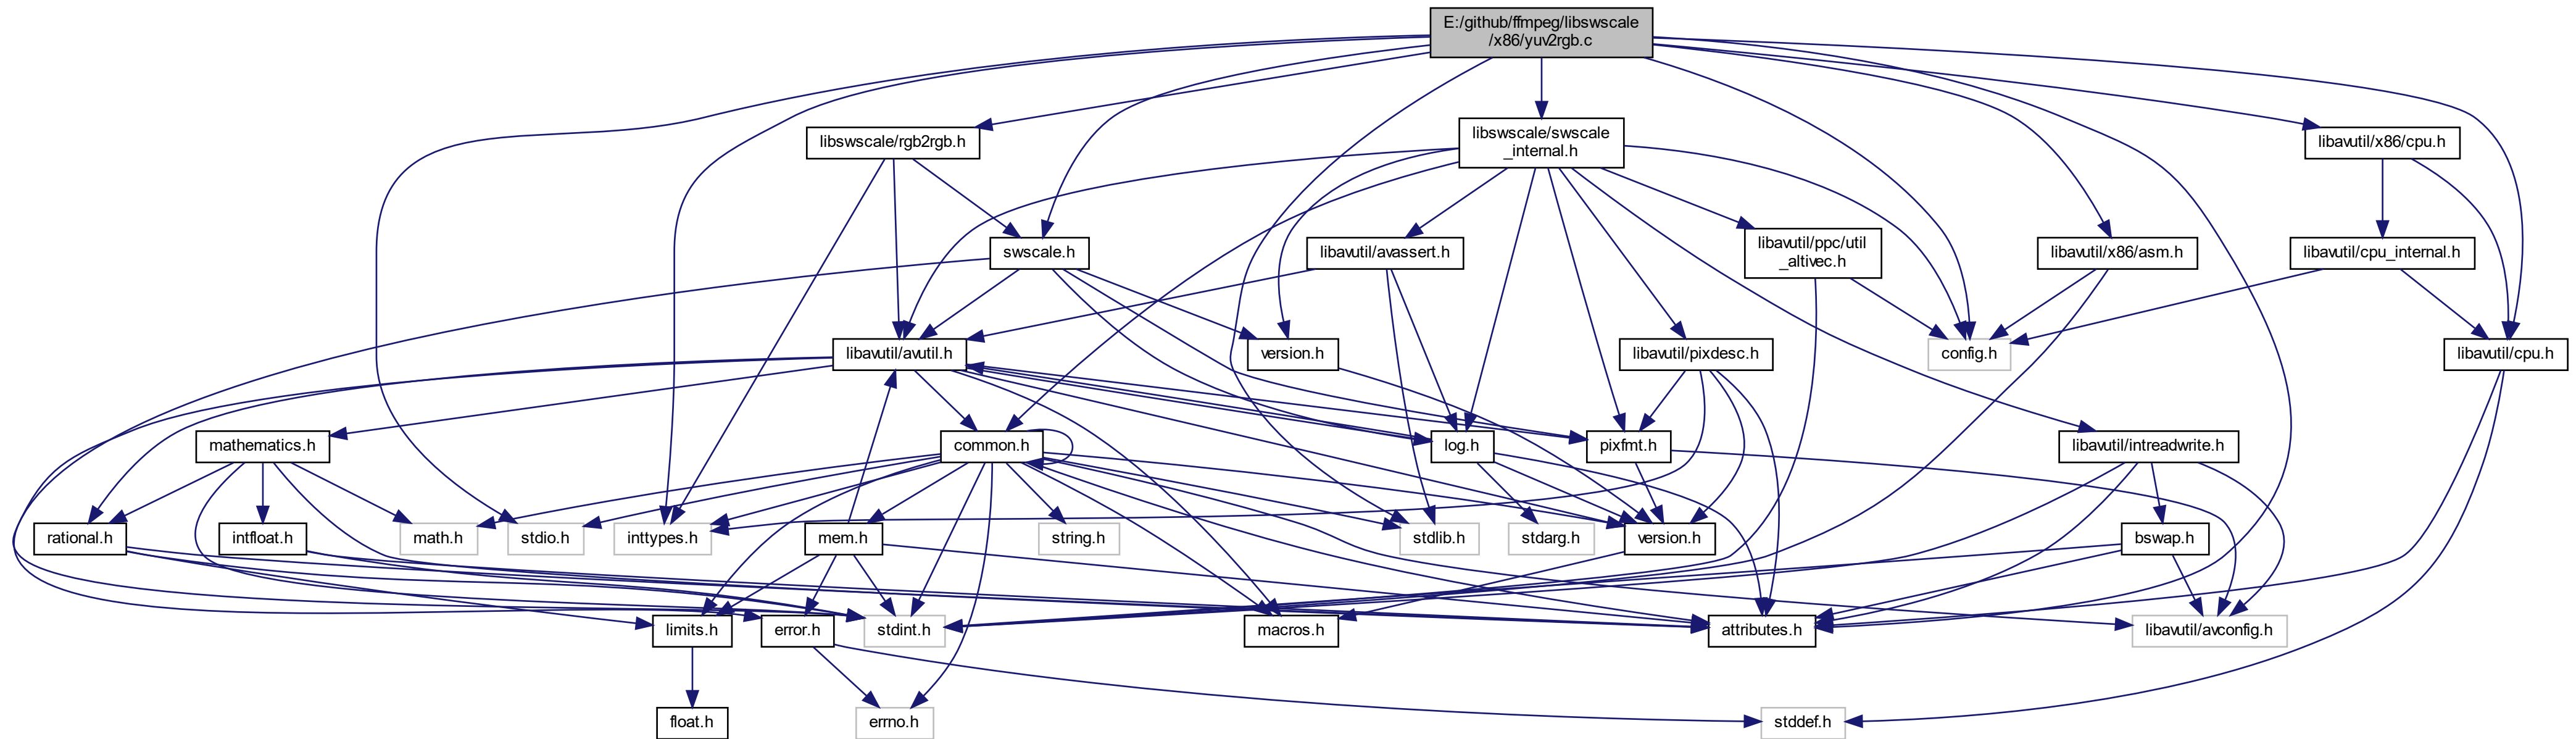 E:/github/ffmpeg/libswscale
/x86/yuv2rgb.c
libswscale/rgb2rgb.h
libswscale/swscale
_internal.h
libavutil/x86/cpu.h
swscale.h
libavutil/avassert.h
libavutil/ppc/util
_altivec.h
libavutil/x86/asm.h
libavutil/cpu_internal.h
libavutil/avutil.h
version.h
libavutil/pixdesc.h
config.h
libavutil/cpu.h
mathematics.h
common.h
log.h
pixfmt.h
libavutil/intreadwrite.h
rational.h
intfloat.h
math.h
stdio.h
inttypes.h
mem.h
string.h
stdlib.h
stdarg.h
version.h
bswap.h
limits.h
error.h
stdint.h
macros.h
attributes.h
libavutil/avconfig.h
float.h
errno.h
stddef.h